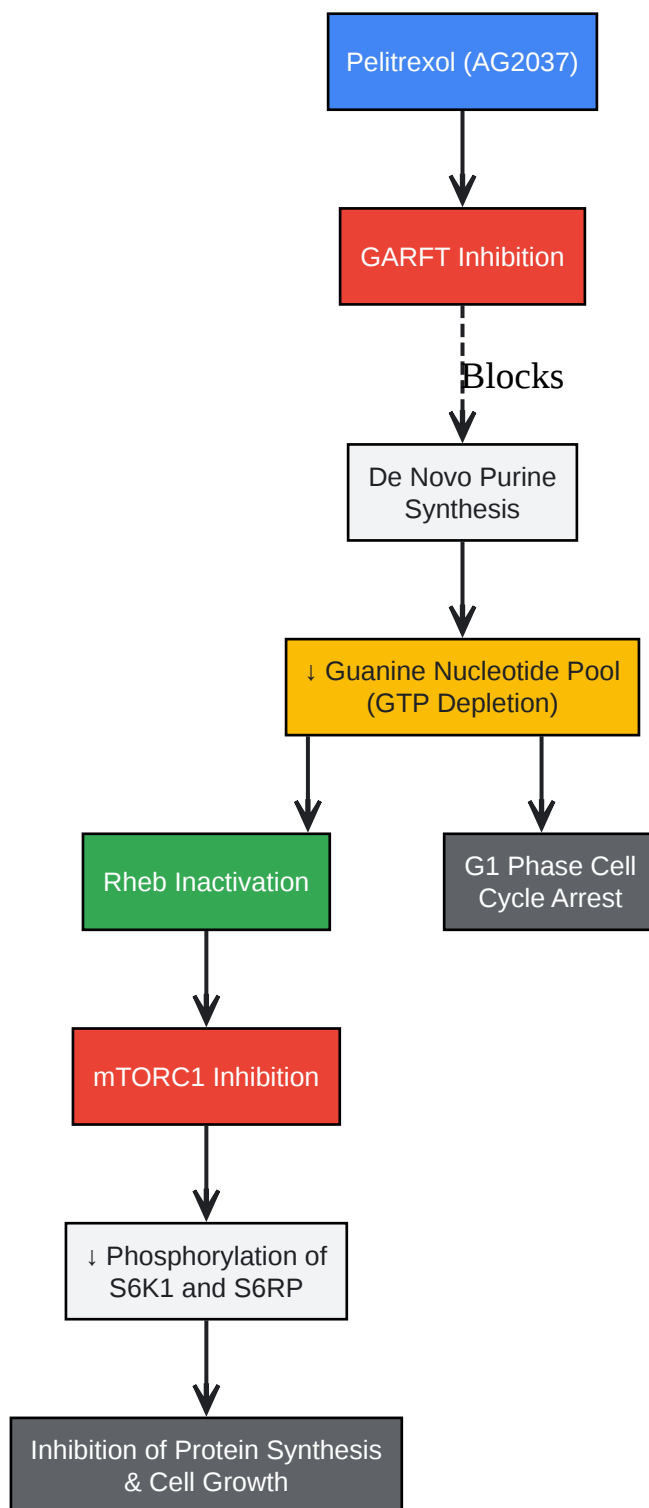 Pelitrexol (AG2037)
GARFT Inhibition
Blocks
De Novo Purine
Synthesis
↓ Guanine Nucleotide Pool
(GTP Depletion)
Rheb Inactivation
G1 Phase Cell
Cycle Arrest
mTORC1 Inhibition
↓ Phosphorylation of
S6K1 and S6RP
Inhibition of Protein Synthesis
& Cell Growth